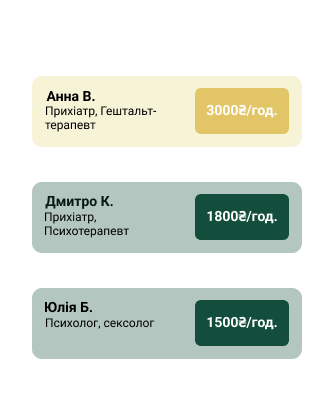 Анна В.
Прихіатр, Гештальт-
терапевт
3000₴/год.
Дмитро К.
Прихіатр,
Психотерапевт
1800₴/год.
Юлія Б.
Психолог, сексолог
1500₴/год.